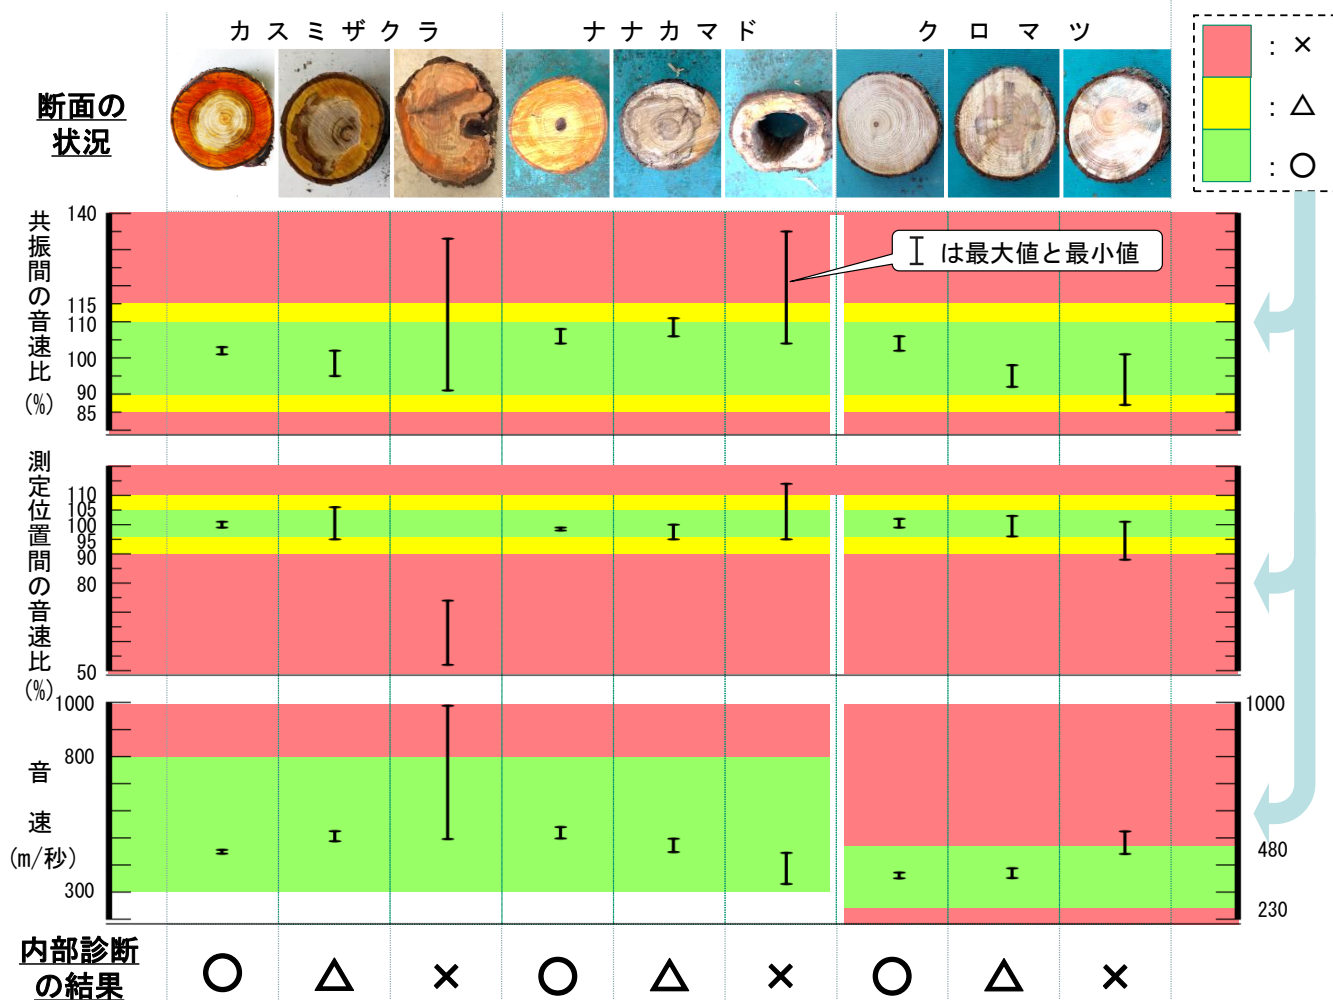 カスミザクラ
ナナカマド
クロマツ
断面の
状況
：×
：△
：○
共振間の音速比
(%)
140
115
110
100
90
85
は最大値と最小値
測定位置間の音速比
(%)
110
105
100
95
90
80
50
音速
(m/秒)
1000
800
300
1000
480
230
内部診断
の結果
○ △ × ○ △ × ○ △ ×